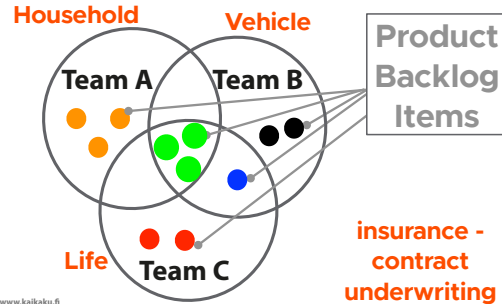 Household
Vehicle
Team A
Team B
Product
Backlog
Items
Life
Team C
insurance -
contract
underwriting
www.kaikaku.fi